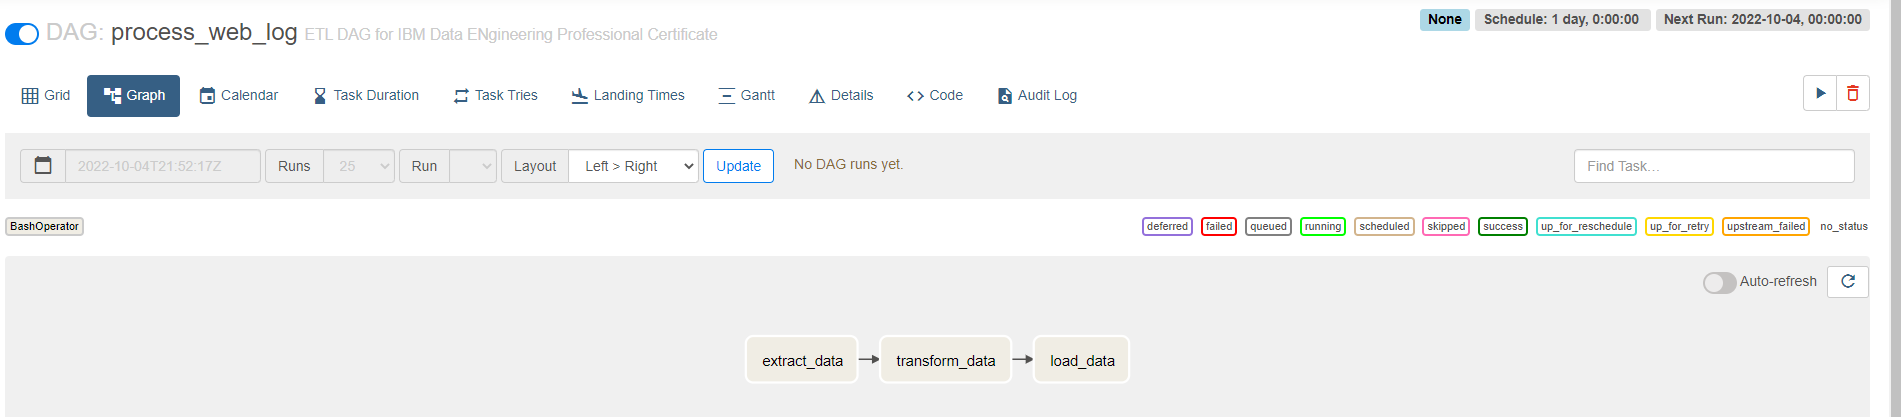 None Schedule: 1 day, 0:00:00 Next Run: 2022-10-04, 00:00:00
DAG: process_web_log ETL DAG for IBM Data ENgineering Professional Certificate
Grid Graph Calendar Task Duration Task Tries Landing Times Gantt Details Code Audit Log
2022-10-04T21:52:17Z Runs 25 Run Layout Left > Right Update No DAG runs yet. Find Task...
BashOperator deferred failed queued running scheduled skipped success up_for_reschedule up_for_retry upstream_failed no_status
Auto-refresh
extract_data transform_data load_data